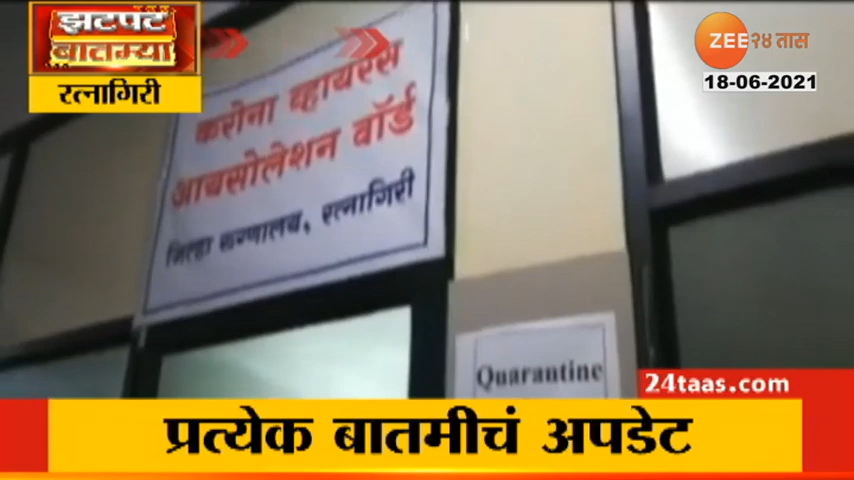 झटपट
बातम्या
रत्नागिरी
ZEE २४ तास
18-06-2021
करोना व्हायरस
आयसोलेशन वॉर्ड
जिल्हा रुग्णालय, रत्नागिरी
Quarantine
24taas.com
प्रत्येक बातमीचं अपडेट